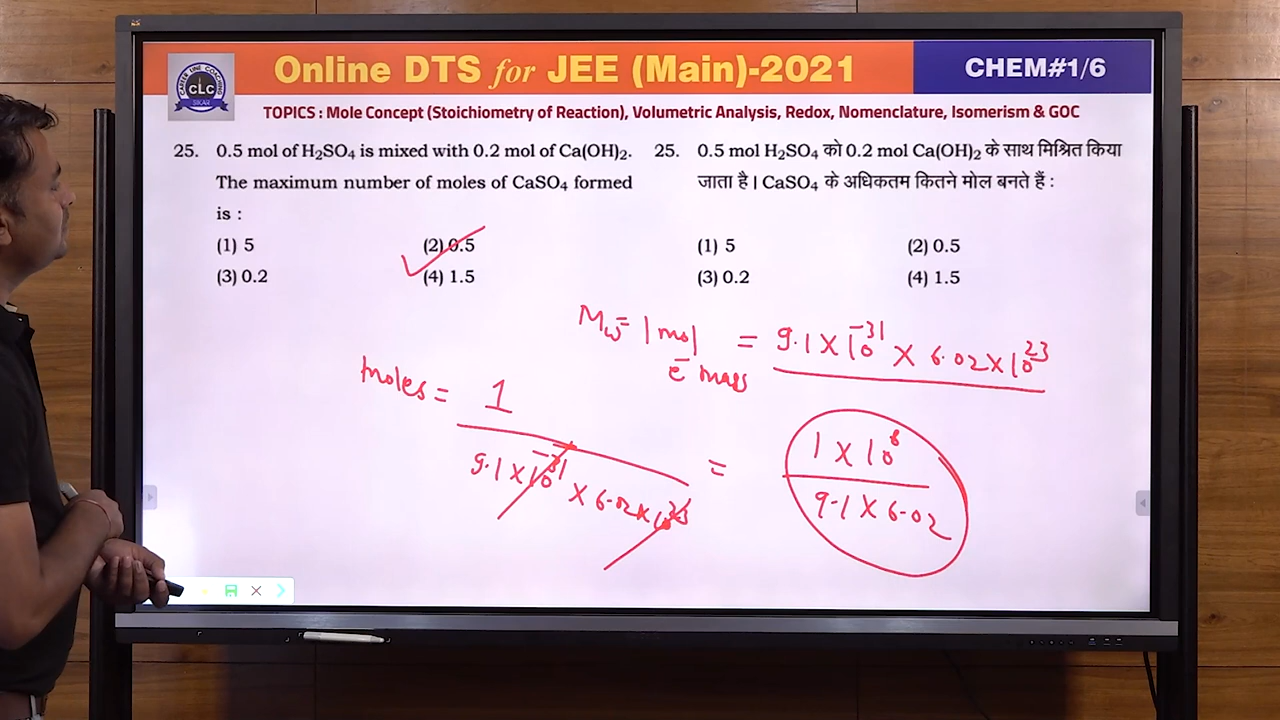 Online DTS for JEE (Main)-2021
CHEM#1/6
CLC
SIKAR
TOPICS : Mole Concept (Stoichiometry of Reaction), Volumetric Analysis, Redox, Nomenclature, Isomerism & GOC
25. 0.5 mol of H₂SO₄ is mixed with 0.2 mol of Ca(OH)₂.
The maximum number of moles of CaSO₄ formed
is :
(1) 5 (2) 0.5
(3) 0.2 (4) 1.5
25. 0.5 mol H₂SO₄ को 0.2 mol Ca(OH)₂ के साथ मिश्रित किया
जाता है। CaSO₄ के अधिकतम कितने मोल बनते हैं :
(1) 5 (2) 0.5
(3) 0.2 (4) 1.5
Mw = 1 mol e⁻ mass = 9.1 × 10⁻³¹ × 6.02 × 10²³
moles = 1 / 9.1 × 10⁻³¹ × 6.02 × 10²³ = 1 × 10⁸ / 9.1 × 6.02